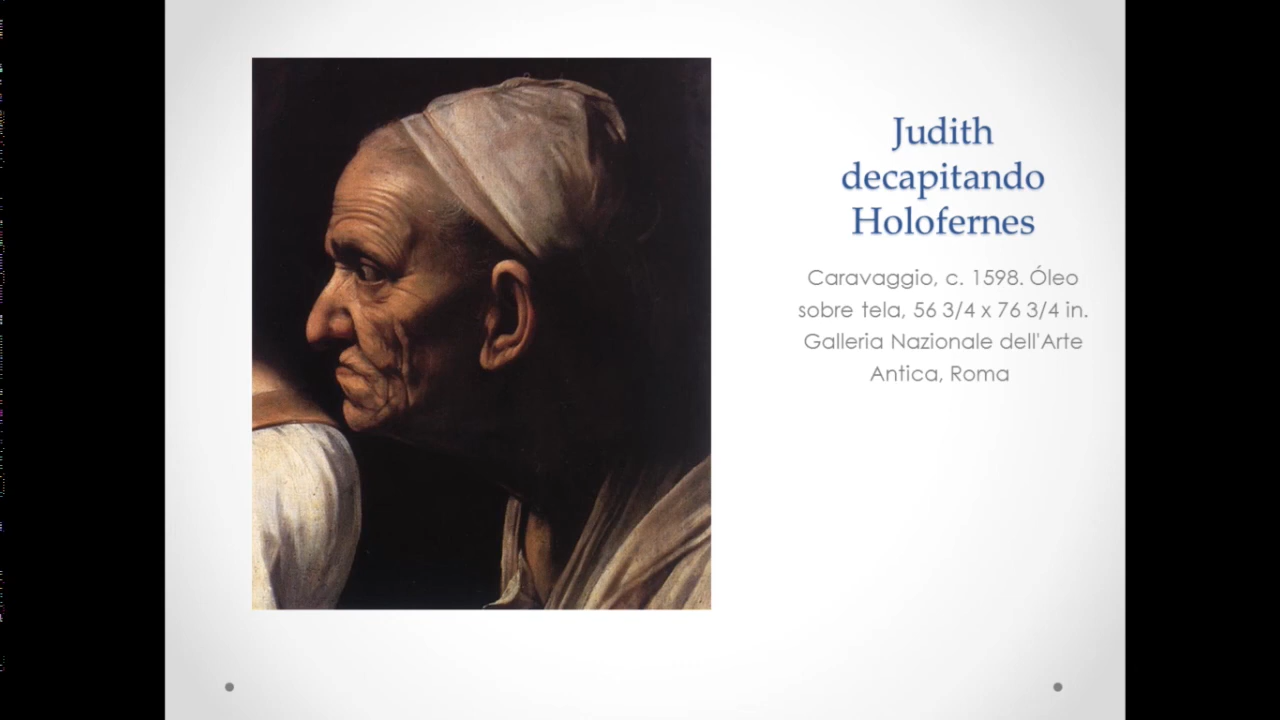 Judith
decapitando
Holofernes
Caravaggio, c. 1598. Óleo
sobre tela, 56 3/4 x 76 3/4 in.
Galleria Nazionale dell'Arte
Antica, Roma